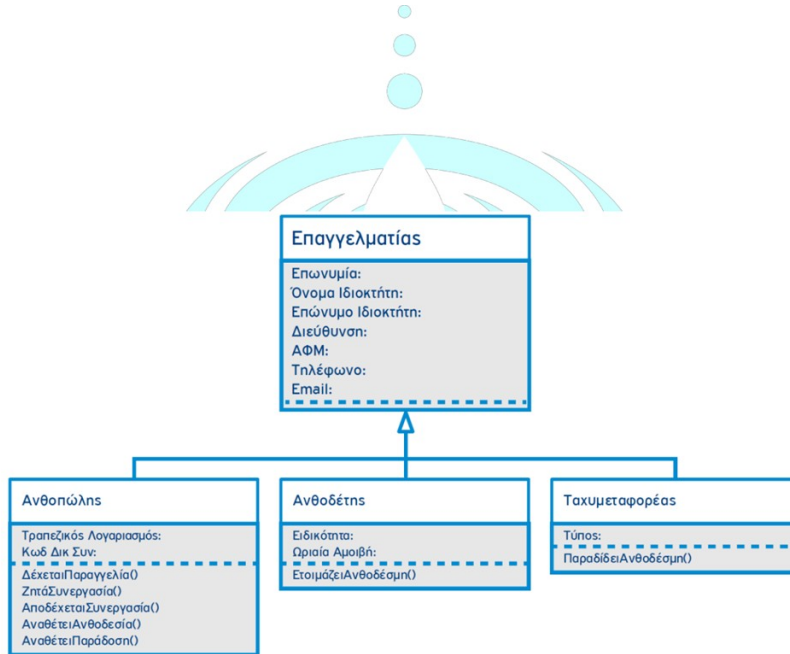 Επαγγελματίας
Επωνυμία:
Όνομα Ιδιοκτήτη:
Επώνυμο Ιδιοκτήτη:
Διεύθυνση:
ΑΦΜ:
Τηλέφωνο:
Email:
Ανθοπώλης
Τραπεζικός Λογαριασμός:
Κωδ Δικ Συν:
ΔέχεταιΠαραγγελία()
ΖητάΣυνεργασία()
ΑποδέχεταιΣυνεργασία()
ΑναθέτειΑνθοδεσία()
ΑναθέτειΠαράδοση()
Ανθοδέτης
Ειδικότητα:
Ωριαία Αμοιβή:
ΕτοιμάζειΑνθοδέσμη()
Ταχυμεταφορέας
Τύπος:
ΠαραδίδειΑνθοδέσμη()